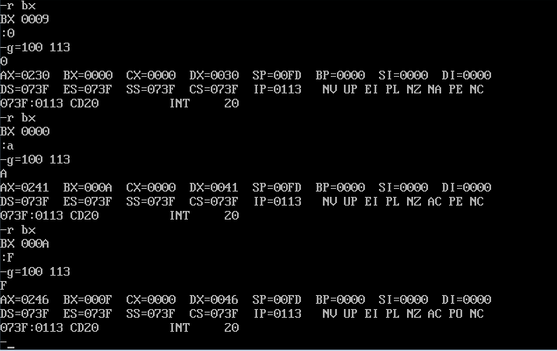 -r bx
BX 0009
:0
-g=100 113
0
AX=0230  BX=0000  CX=0000  DX=0030  SP=00FD  BP=0000  SI=0000  DI=0000
DS=073F  ES=073F  SS=073F  CS=073F  IP=0113   NV UP EI PL NZ NA PE NC
073F:0113 CD20          INT     20
-r bx
BX 0000
:a
-g=100 113
A
AX=0241  BX=000A  CX=0000  DX=0041  SP=00FD  BP=0000  SI=0000  DI=0000
DS=073F  ES=073F  SS=073F  CS=073F  IP=0113   NV UP EI PL NZ AC PE NC
073F:0113 CD20          INT     20
-r bx
BX 000A
:F
-g=100 113
F
AX=0246  BX=000F  CX=0000  DX=0046  SP=00FD  BP=0000  SI=0000  DI=0000
DS=073F  ES=073F  SS=073F  CS=073F  IP=0113   NV UP EI PL NZ AC PO NC
073F:0113 CD20          INT     20
-_